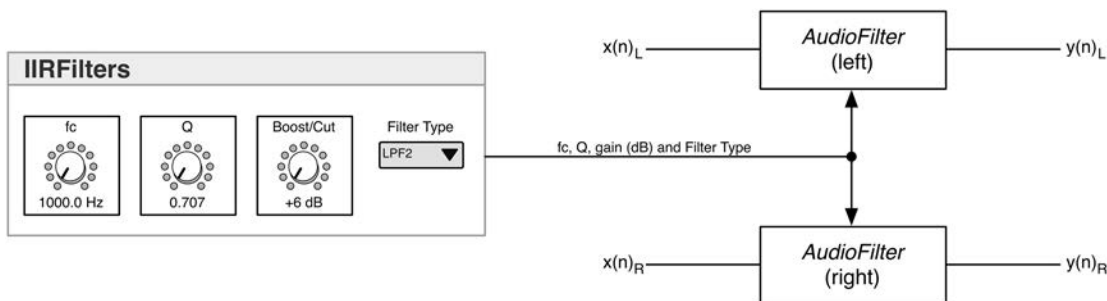 IIRFilters
fc
1000.0 Hz
Q
0.707
Boost/Cut
+6 dB
Filter Type
LPF2
fc, Q, gain (dB) and Filter Type
x(n)L
AudioFilter
(left)
y(n)L
x(n)R
AudioFilter
(right)
y(n)R